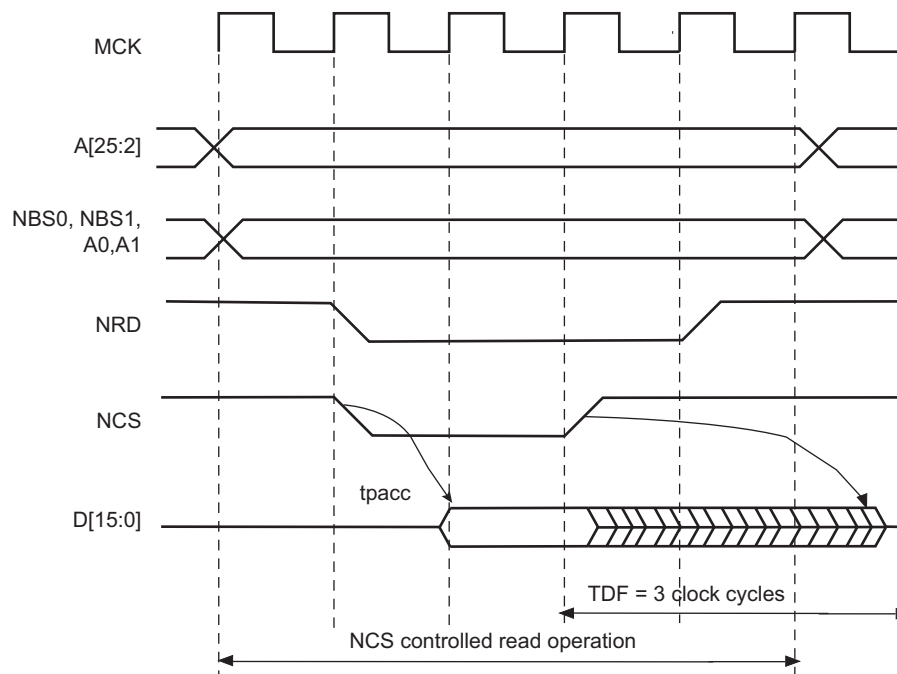 MCK
A[25:2]
NBS0, NBS1,
A0,A1
NRD
NCS
tpacc
D[15:0]
TDF = 3 clock cycles
NCS controlled read operation